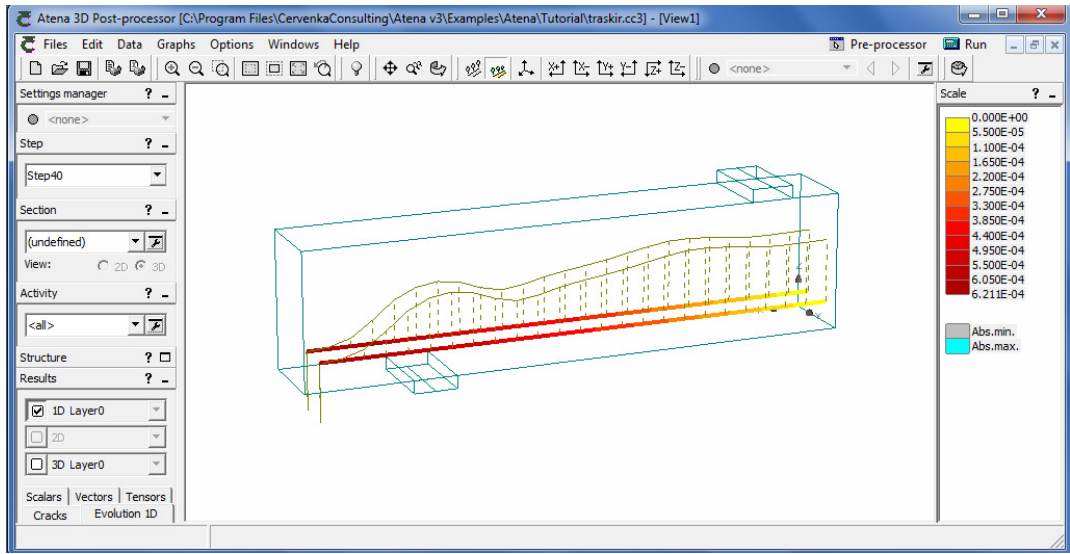 Atena 3D Post-processor [C:\Program Files\CervenkaConsulting\Atena v3\Examples\Atena\Tutorial\traskir.cc3] - [View1]
Files Edit Data Graphs Options Windows Help Pre-processor Run
X+ X- Y+ Y- Z+ Z- <none>
Settings manager ?
<none>
Step ?
Step40
Section ?
(undefined)
View: 2D 3D
Activity ?
<all>
Structure ?
Results ?
1D Layer0
2D
3D Layer0
Scalars Vectors Tensors
Cracks Evolution 1D
Scale ?
0.000E+00
5.500E-05
1.100E-04
1.650E-04
2.200E-04
2.750E-04
3.300E-04
3.850E-04
4.400E-04
4.950E-04
5.500E-04
6.050E-04
6.211E-04
Abs.min.
Abs.max.